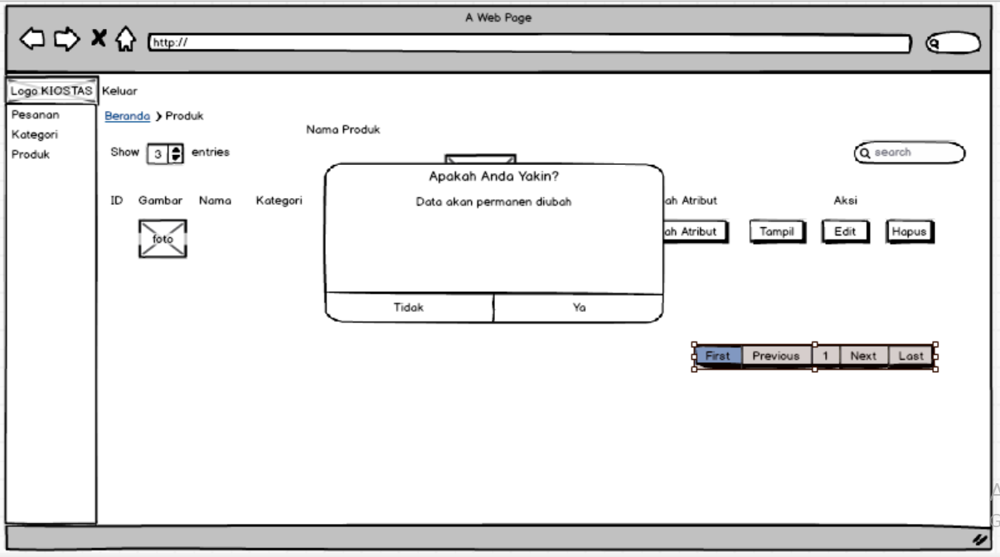 A Web Page
http://
Logo KIOSTAS Keluar
Pesanan
Kategori
Produk
Beranda Produk
Nama Produk
Show 3 entries
search
Apakah Anda Yakin?
Data akan permanen diubah
Tidak Ya
ID Gambar Nama Kategori
ah Atribut Aksi
foto
ah Atribut Tampil Edit Hapus
First Previous 1 Next Last